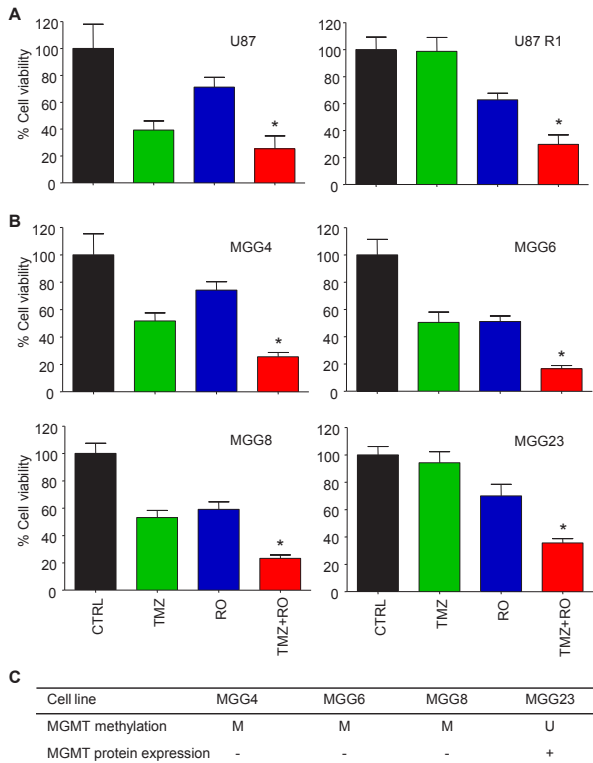 A
U87
U87 R1
% Cell viability
120
100
80
60
40
20
0
*
120
100
80
60
40
20
0
*
B
MGG4
MGG6
% Cell viability
120
100
80
60
40
20
0
*
120
100
80
60
40
20
0
*
MGG8
MGG23
% Cell viability
120
100
80
60
40
20
0
*
120
100
80
60
40
20
0
*
CTRL
TMZ
RO
TMZ+RO
CTRL
TMZ
RO
TMZ+RO
C
Cell line MGG4 MGG6 MGG8 MGG23
MGMT methylation M M M U
MGMT protein expression - - - +